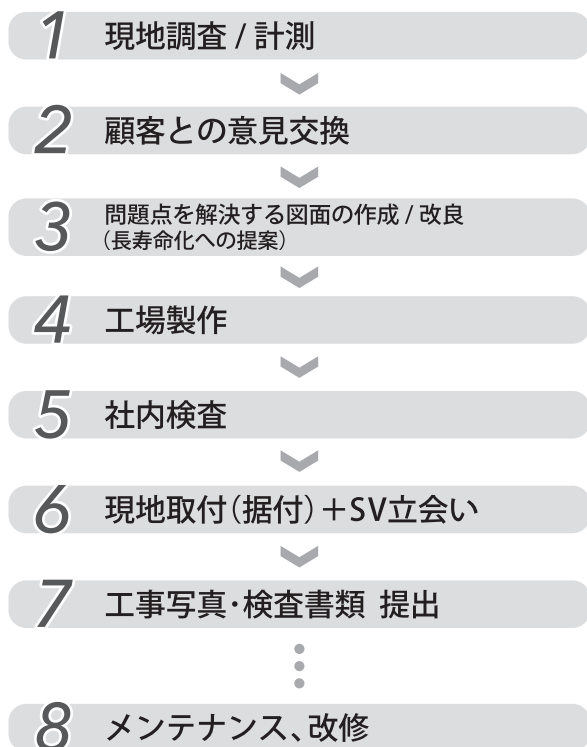 1 現地調査 / 計測
2 顧客との意見交換
3 問題点を解決する図面の作成 / 改良
(長寿命化への提案)
4 工場製作
5 社内検査
6 現地取付(据付)+SV立会い
7 工事写真・検査書類 提出
8 メンテナンス、改修